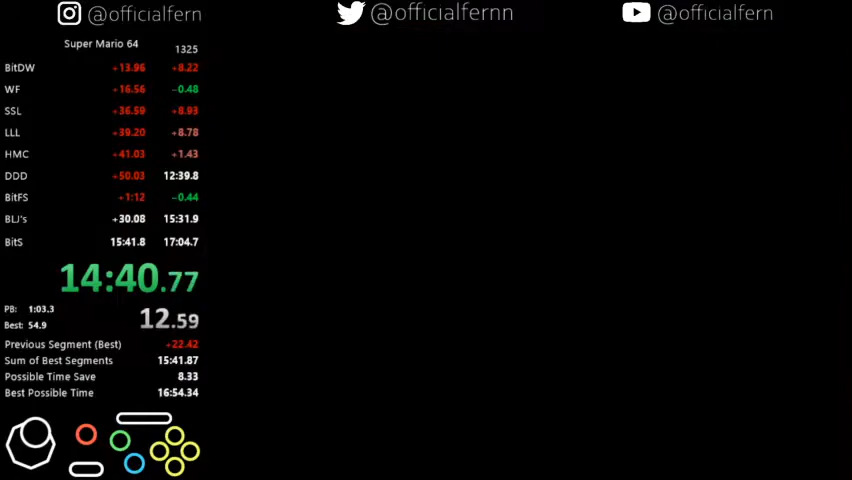 @officialfern @officialfernn @officialfern
Super Mario 64 1325
BitDW +13.96 +8.22
WF +16.56 -0.48
SSL +36.59 +8.93
LLL +39.20 +8.78
HMC +41.03 +1.43
DDD +50.03 12:39.8
BitFS +1:12 -0.44
BLJ's +30.08 15:31.9
BitS 15:41.8 17:04.7
14:40.77
PB: 1:03.3
Best: 54.9
12.59
Previous Segment (Best) +22.42
Sum of Best Segments 15:41.87
Possible Time Save 8.33
Best Possible Time 16:54.34